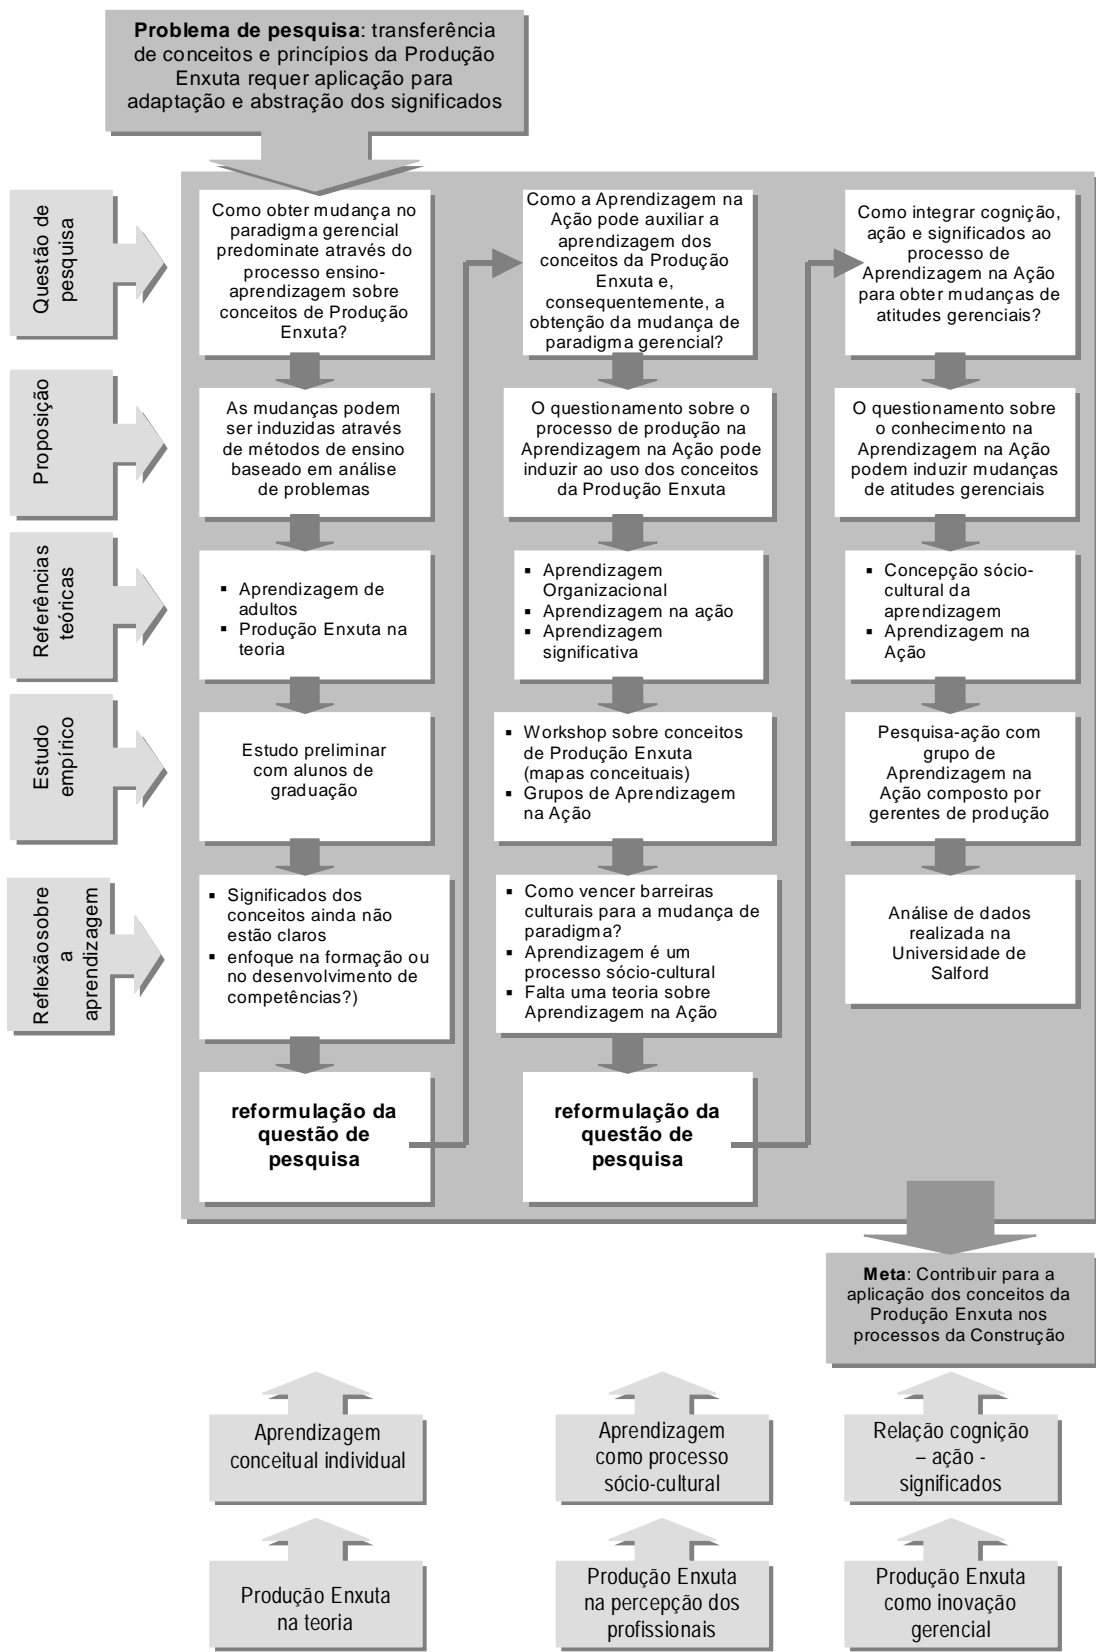 Problema de pesquisa: transferência
de conceitos e princípios da Produção
Enxuta requer aplicação para
adaptação e abstração dos significados
Questão de
pesquisa
Como obter mudança no
paradigma gerencial
predominate através do
processo ensino-
aprendizagem sobre
conceitos de Produção
Enxuta?
Como a Aprendizagem na
Ação pode auxiliar a
aprendizagem dos
conceitos da Produção
Enxuta e,
consequentemente, a
obtenção da mudança de
paradigma gerencial?
Como integrar cognição,
ação e significados ao
processo de
Aprendizagem na Ação
para obter mudanças de
atitudes gerenciais?
Proposição
As mudanças podem
ser induzidas através
de métodos de ensino
baseado em análise
de problemas
O questionamento sobre o
processo de produção na
Aprendizagem na Ação pode
induzir ao uso dos conceitos
da Produção Enxuta
O questionamento sobre
o conhecimento na
Aprendizagem na Ação
podem induzir mudanças
de atitudes gerenciais
Referências
teóricas
▪ Aprendizagem de
adultos
▪ Produção Enxuta na
teoria
▪ Aprendizagem
Organizacional
▪ Aprendizagem na ação
▪ Aprendizagem
significativa
▪ Concepção sócio-
cultural da
aprendizagem
▪ Aprendizagem na
Ação
Estudo
empírico
Estudo preliminar
com alunos de
graduação
▪ Workshop sobre conceitos
de Produção Enxuta
(mapas conceituais)
▪ Grupos de Aprendizagem
na Ação
Pesquisa-ação com
grupo de
Aprendizagem na
Ação composto por
gerentes de produção
Reflexãosobre
a
aprendizagem
▪ Significados dos
conceitos ainda não
estão claros
▪ enfoque na formação ou
no desenvolvimento de
competências?)
▪ Como vencer barreiras
culturais para a mudança de
paradigma?
▪ Aprendizagem é um
processo sócio-cultural
▪ Falta uma teoria sobre
Aprendizagem na Ação
Análise de dados
realizada na
Universidade de
Salford
reformulação da
questão de
pesquisa
reformulação da
questão de
pesquisa
Meta: Contribuir para a
aplicação dos conceitos da
Produção Enxuta nos
processos da Construção
Aprendizagem
conceitual individual
Aprendizagem
como processo
sócio-cultural
Relação cognição
– ação -
significados
Produção Enxuta
na teoria
Produção Enxuta
na percepção dos
profissionais
Produção Enxuta
como inovação
gerencial